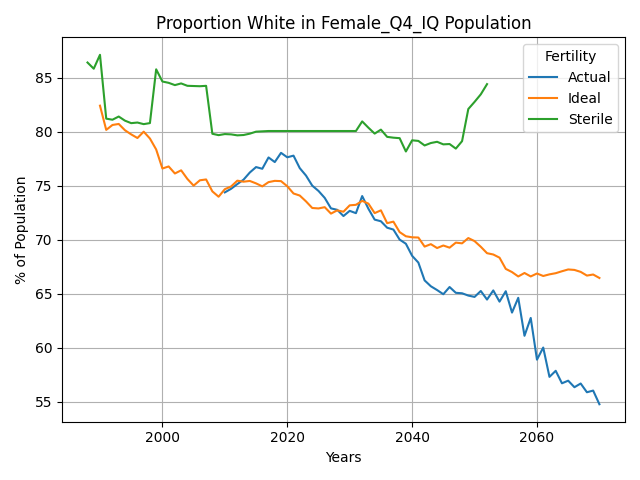 Proportion White in Female_Q4_IQ Population
Fertility
Actual
Ideal
Sterile
% of Population
85
80
75
70
65
60
55
2000
2020
2040
2060
Years